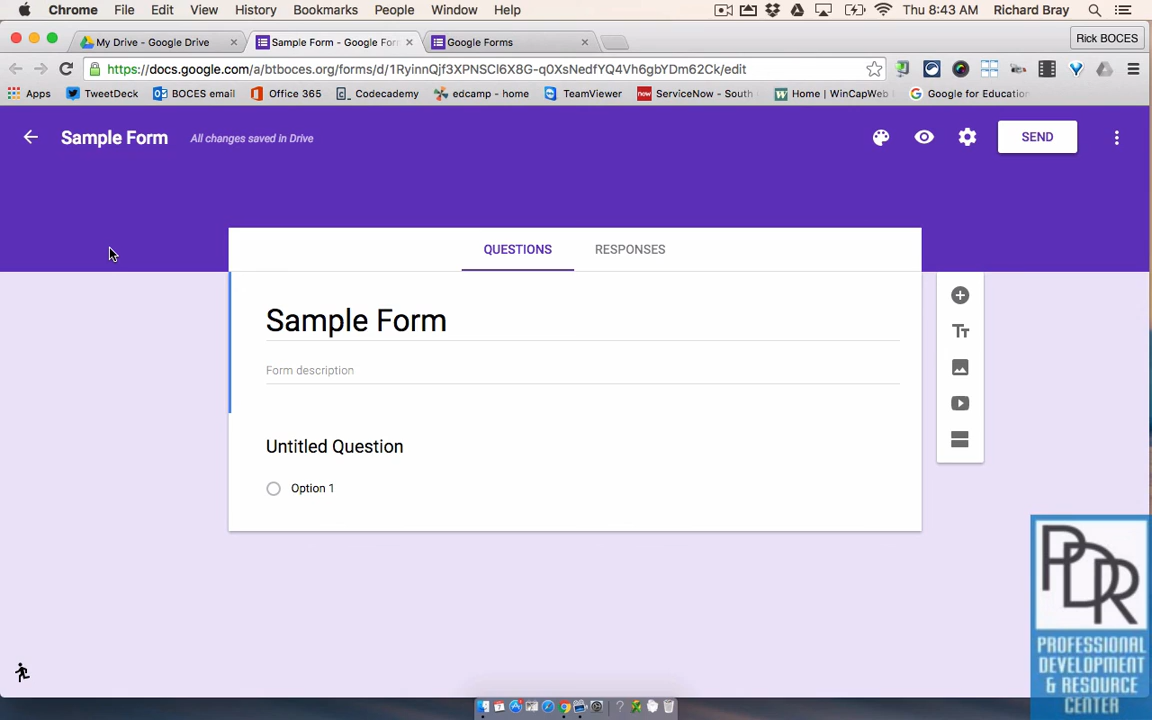 Chrome File Edit View History Bookmarks People Window Help Thu 8:43 AM Richard Bray
My Drive - Google Drive Sample Form - Google For Google Forms Rick BOCES
https://docs.google.com/a/btboces.org/forms/d/1RyinnQjf3XPNSCl6X8G-q0XsNedfYQ4Vh6gbYDm62Ck/edit
Apps TweetDeck BOCES email Office 365 Codecademy edcamp - home TeamViewer ServiceNow - South Home | WinCapWeb Google for Education
Sample Form All changes saved in Drive SEND
QUESTIONS RESPONSES
Sample Form
Form description
Untitled Question
Option 1
PDRC
PROFESSIONAL
DEVELOPMENT
& RESOURCE
CENTER